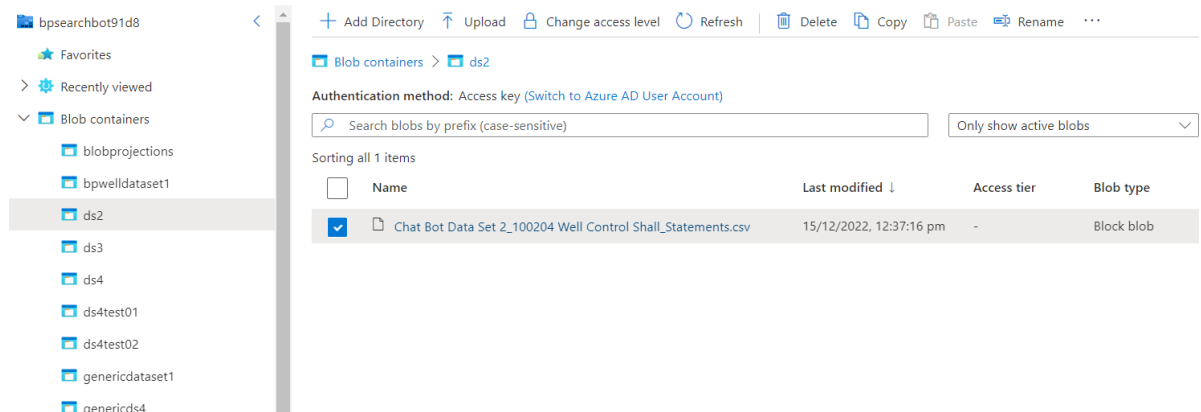 bpsearchbot91d8
Favorites
Recently viewed
Blob containers
blobprojections
bpwelldataset1
ds2
ds3
ds4
ds4test01
ds4test02
genericdataset1
genericds4
Add Directory Upload Change access level Refresh Delete Copy Paste Rename ...
Blob containers > ds2
Authentication method: Access key (Switch to Azure AD User Account)
Search blobs by prefix (case-sensitive) Only show active blobs
Sorting all 1 items
Name Last modified ↓ Access tier Blob type
Chat Bot Data Set 2_100204 Well Control Shall_Statements.csv 15/12/2022, 12:37:16 pm - Block blob